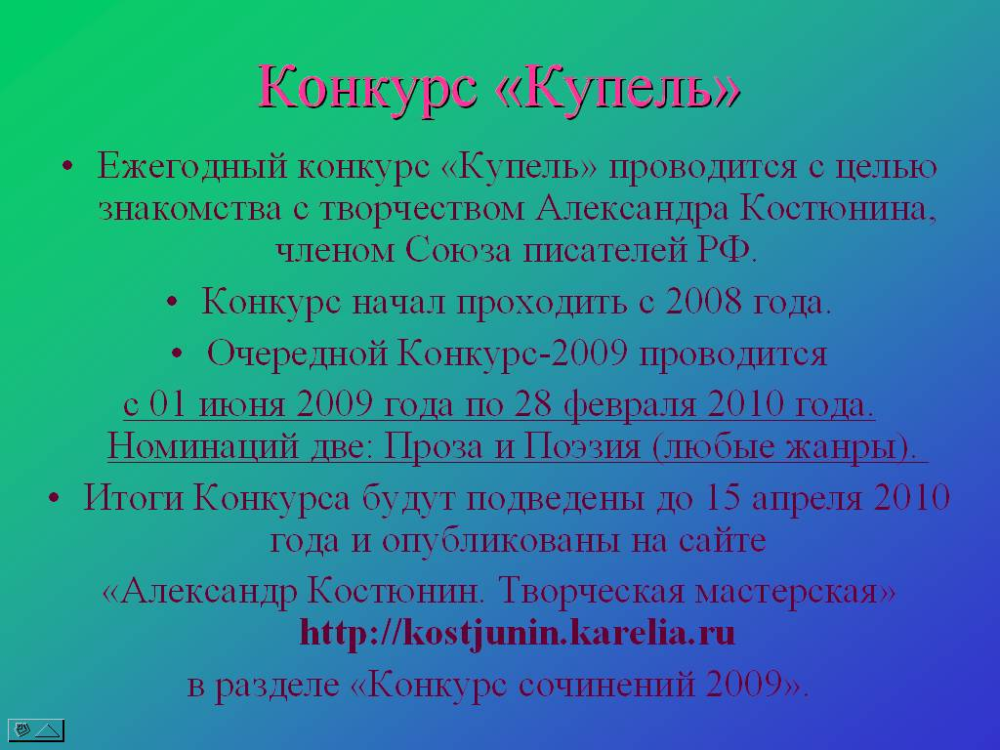 Конкурс «Купель»
• Ежегодный конкурс «Купель» проводится с целью
знакомства с творчеством Александра Костюнина,
членом Союза писателей РФ.
• Конкурс начал проходить с 2008 года.
• Очередной Конкурс-2009 проводится
с 01 июня 2009 года по 28 февраля 2010 года.
Номинаций две: Проза и Поэзия (любые жанры).
• Итоги Конкурса будут подведены до 15 апреля 2010
года и опубликованы на сайте
«Александр Костюнин. Творческая мастерская»
http://kostjunin.karelia.ru
в разделе «Конкурс сочинений 2009».